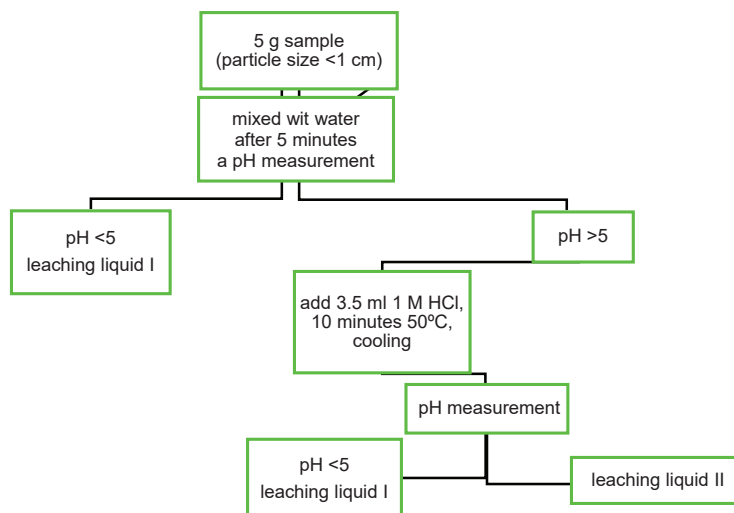 5 g sample
(particle size <1 cm)
mixed wit water
after 5 minutes
a pH measurement
pH <5
leaching liquid I
pH >5
add 3.5 ml 1 M HCl,
10 minutes 50ºC,
cooling
pH measurement
pH <5
leaching liquid I
leaching liquid II